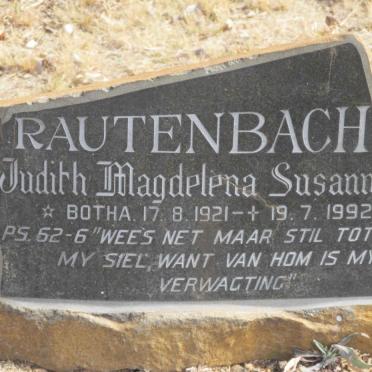 RAUTENBACH
Judith Magdelena Susann
☆ BOTHA. 17. 8. 1921 - + 19. 7. 1992
PS. 62-6 "WEES NET MAAR STIL TOT
MY SIEL, WANT VAN HOM IS MY
VERWAGTING"